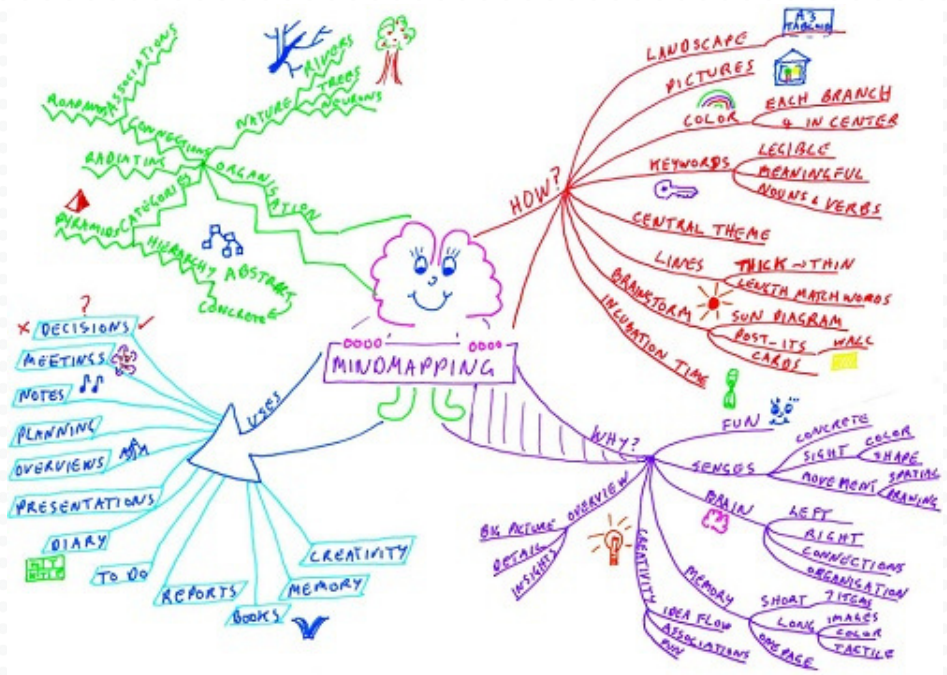 MINDMAPPING
ORGANISATION
CONNECTIONS
ASSOCIATIONS
ROADMAPS
NATURE
RIVERS
TREES
NEURONS
RADIATING
CATEGORIES
PYRAMIDS
HIERARCHY
ABSTRACT
CONCRETE
HOW?
LANDSCAPE
A3
TABLOID
PICTURES
COLOR
EACH BRANCH
& IN CENTER
KEYWORDS
LEGIBLE
MEANINGFUL
NOUNS & VERBS
CENTRAL THEME
LINES
THICK → THIN
LENGTH MATCH WORDS
BRAINSTORM
SUN DIAGRAM
POST-ITS
WALL
CARDS
INCUBATION TIME
WHY?
FUN
SENSES
CONCRETE
SIGHT
COLOR
SHAPE
MOVEMENT
SPATIAL
DRAWING
BRAIN
LEFT
RIGHT
CONNECTIONS
ORGANISATION
MEMORY
SHORT
7 ITEMS
LONG
IMAGES
COLOR
TACTILE
ONE PAGE
CREATIVITY
IDEA FLOW
ASSOCIATIONS
FUN
OVERVIEW
BIG PICTURE
DETAIL
INSIGHTS
USES
?
DECISIONS
MEETINGS
NOTES
PLANNING
OVERVIEWS
PRESENTATIONS
DIARY
TO DO
REPORTS
BOOKS
MEMORY
CREATIVITY